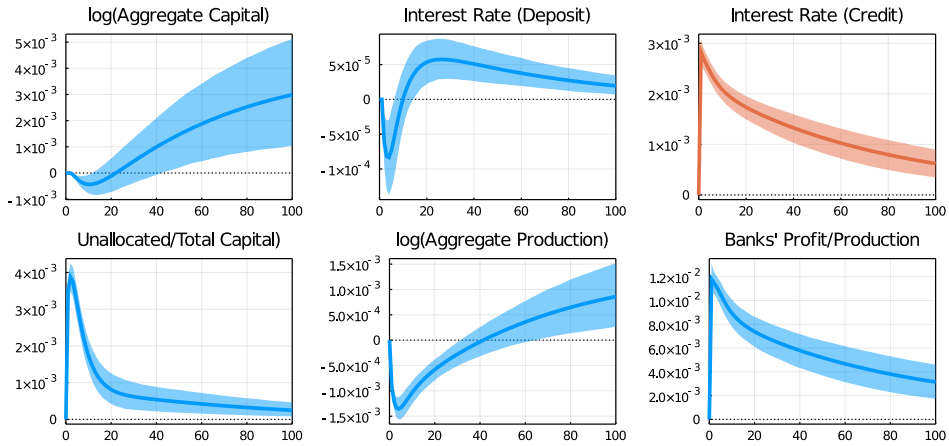 log(Aggregate Capital)
5×10⁻³
4×10⁻³
3×10⁻³
2×10⁻³
1×10⁻³
0
-1×10⁻³
0 20 40 60 80 100
Interest Rate (Deposit)
5×10⁻⁵
0
-5×10⁻⁵
-1×10⁻⁴
0 20 40 60 80 100
Interest Rate (Credit)
3×10⁻³
2×10⁻³
1×10⁻³
0
0 20 40 60 80 100
Unallocated/Total Capital)
4×10⁻³
3×10⁻³
2×10⁻³
1×10⁻³
0
0 20 40 60 80 100
log(Aggregate Production)
1.5×10⁻³
1.0×10⁻³
5.0×10⁻⁴
0
-5.0×10⁻⁴
-1.0×10⁻³
-1.5×10⁻³
0 20 40 60 80 100
Banks' Profit/Production
1.2×10⁻²
1.0×10⁻²
8.0×10⁻³
6.0×10⁻³
4.0×10⁻³
2.0×10⁻³
0
0 20 40 60 80 100